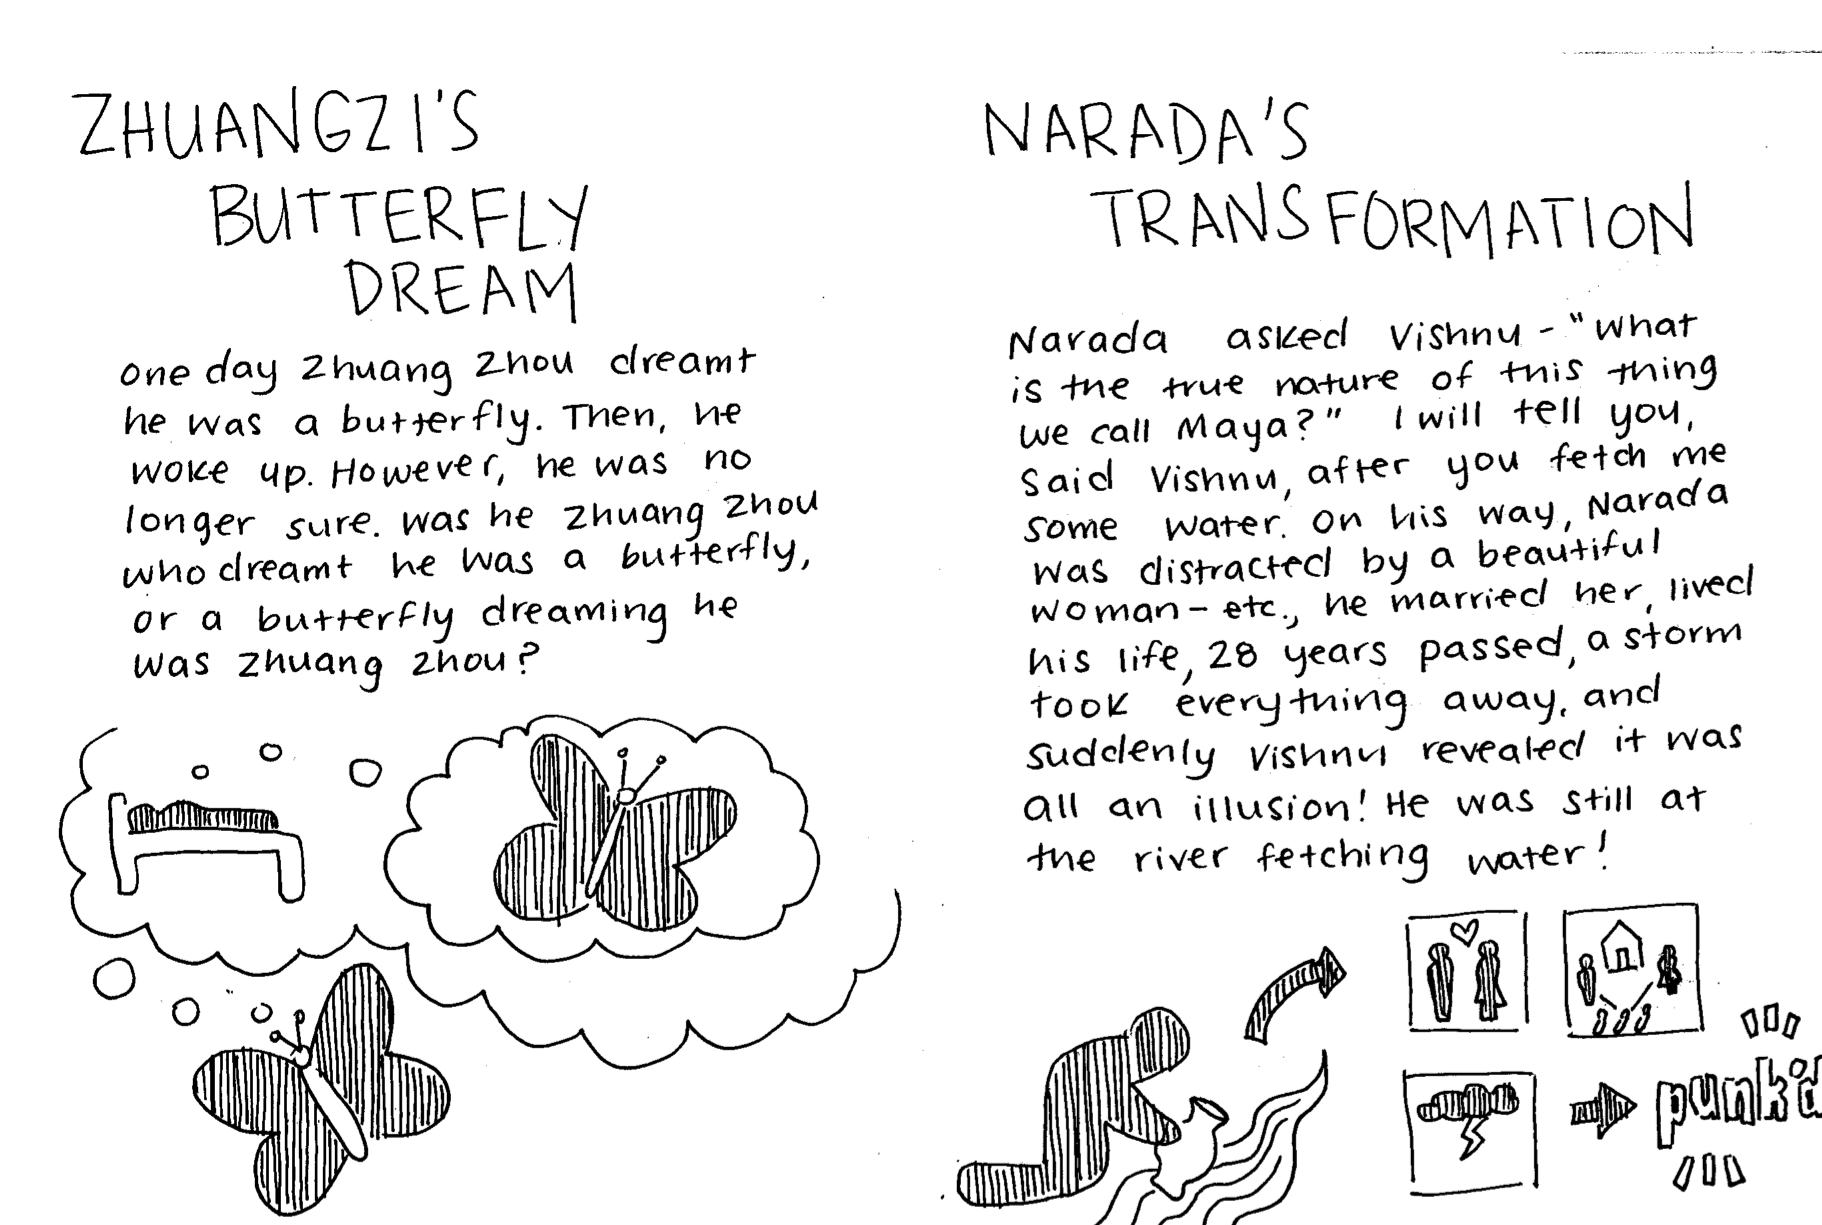 ZHUANGZI'S
BUTTERFLY
DREAM
one day Zhuang Zhou dreamt
he was a butterfly. Then, he
woke up. However, he was no
longer sure. was he Zhuang Zhou
who dreamt he was a butterfly,
or a butterfly dreaming he
was Zhuang Zhou?
NARADA'S
TRANSFORMATION
Narada asked Vishnu - "What
is the true nature of this thing
we call Maya?" I will tell you,
said Vishnu, after you fetch me
some water. On his way, Narada
was distracted by a beautiful
woman - etc., he married her, lived
his life, 28 years passed, a storm
took everything away, and
suddenly Vishnu revealed it was
all an illusion! He was still at
the river fetching water!
punk'd